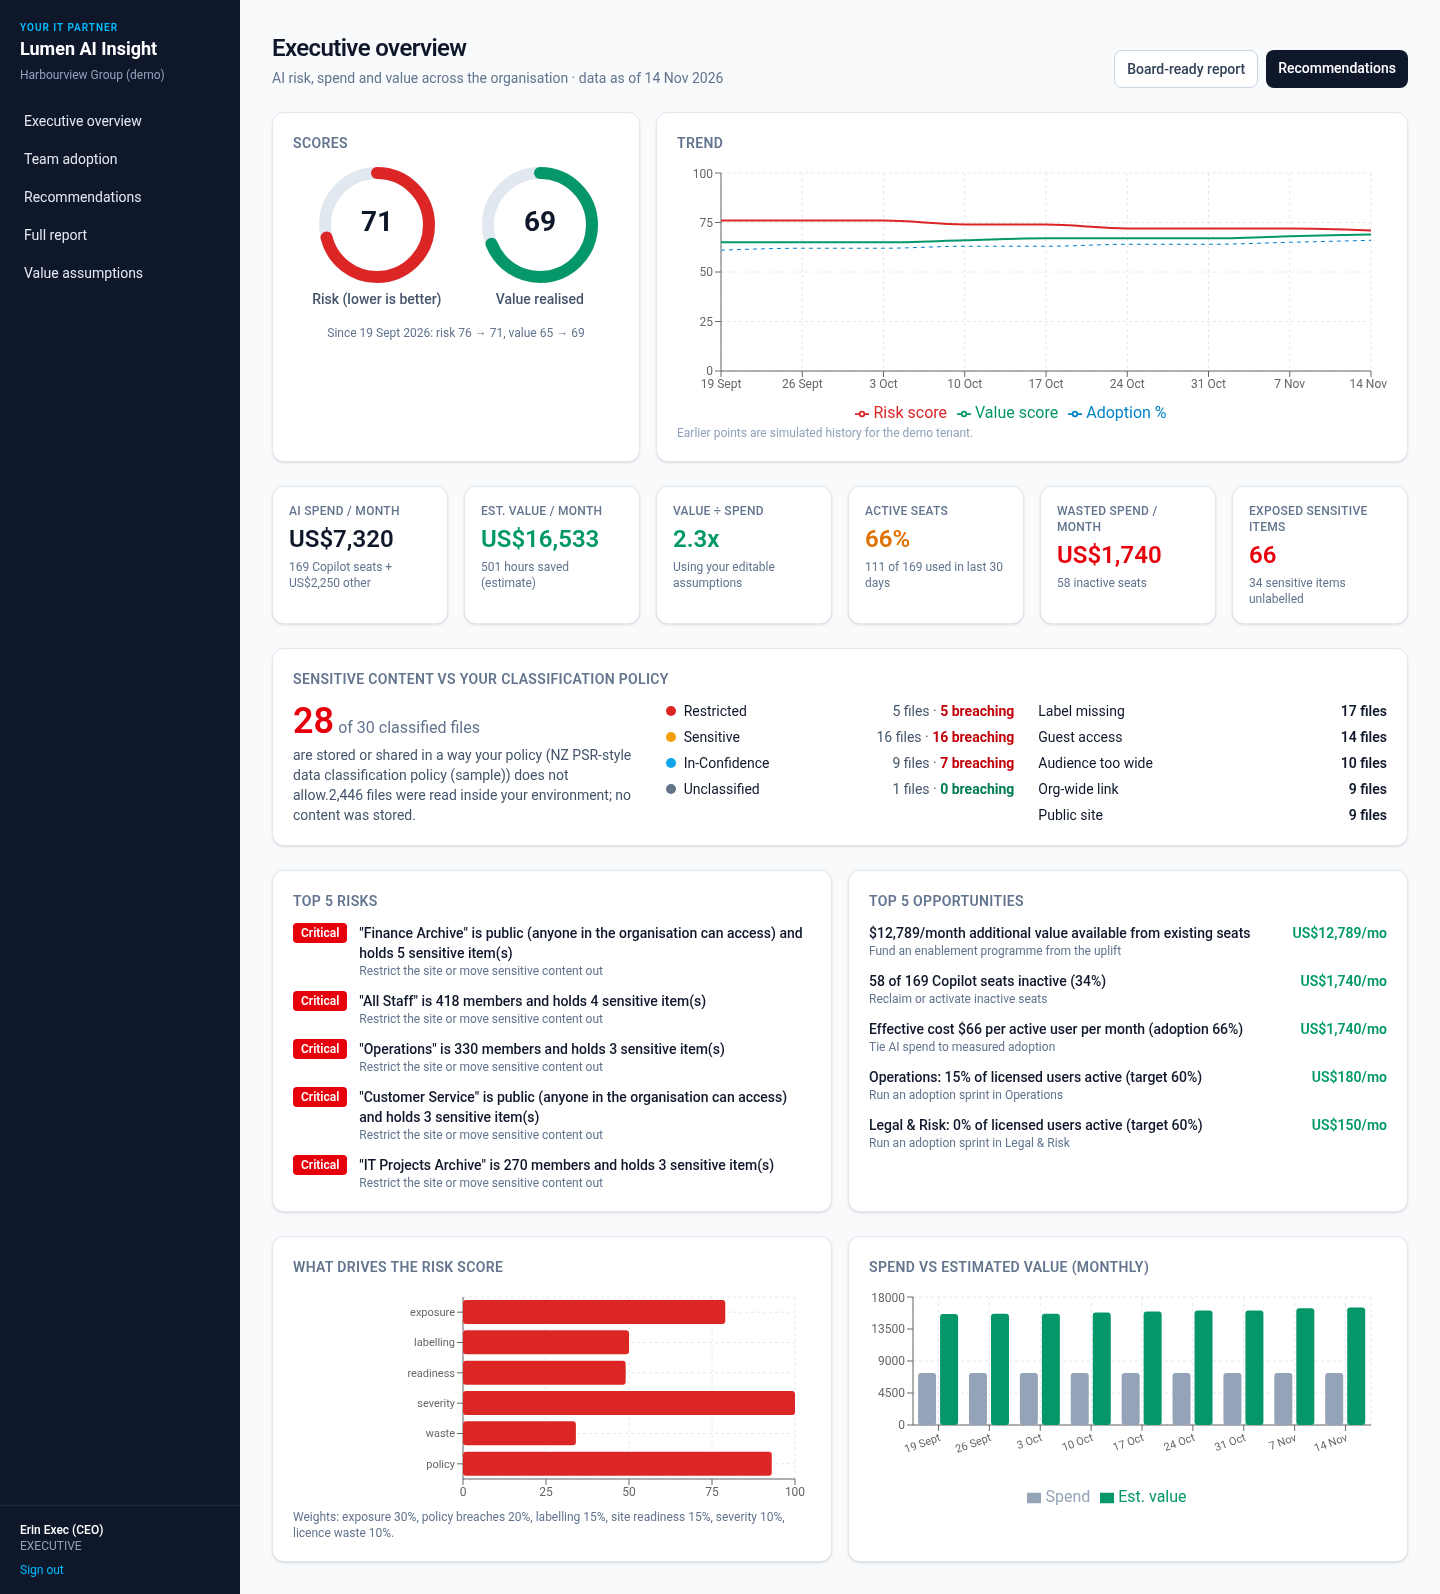 YOUR IT PARTNER
Lumen AI Insight
Harbourview Group (demo)
Executive overview
Team adoption
Recommendations
Full report
Value assumptions
Erin Exec (CEO)
EXECUTIVE
Sign out
Executive overview
AI risk, spend and value across the organisation · data as of 14 Nov 2026
Board-ready report
Recommendations
SCORES
71
69
Risk (lower is better)
Value realised
Since 19 Sept 2026: risk 76 → 71, value 65 → 69
TREND
100
75
50
25
0
19 Sept
26 Sept
3 Oct
10 Oct
17 Oct
24 Oct
31 Oct
7 Nov
14 Nov
Risk score
Value score
Adoption %
Earlier points are simulated history for the demo tenant.
AI SPEND / MONTH
US$7,320
169 Copilot seats +
US$2,250 other
EST. VALUE / MONTH
US$16,533
501 hours saved
(estimate)
VALUE ÷ SPEND
2.3x
Using your editable
assumptions
ACTIVE SEATS
66%
111 of 169 used in last 30
days
WASTED SPEND /
MONTH
US$1,740
58 inactive seats
EXPOSED SENSITIVE
ITEMS
66
34 sensitive items
unlabelled
SENSITIVE CONTENT VS YOUR CLASSIFICATION POLICY
28 of 30 classified files
are stored or shared in a way your policy (NZ PSR-style
data classification policy (sample)) does not
allow.2,446 files were read inside your environment; no
content was stored.
Restricted 5 files · 5 breaching
Sensitive 16 files · 16 breaching
In-Confidence 9 files · 7 breaching
Unclassified 1 files · 0 breaching
Label missing 17 files
Guest access 14 files
Audience too wide 10 files
Org-wide link 9 files
Public site 9 files
TOP 5 RISKS
Critical "Finance Archive" is public (anyone in the organisation can access) and
holds 5 sensitive item(s)
Restrict the site or move sensitive content out
Critical "All Staff" is 418 members and holds 4 sensitive item(s)
Restrict the site or move sensitive content out
Critical "Operations" is 330 members and holds 3 sensitive item(s)
Restrict the site or move sensitive content out
Critical "Customer Service" is public (anyone in the organisation can access)
and holds 3 sensitive item(s)
Restrict the site or move sensitive content out
Critical "IT Projects Archive" is 270 members and holds 3 sensitive item(s)
Restrict the site or move sensitive content out
TOP 5 OPPORTUNITIES
$12,789/month additional value available from existing seats US$12,789/mo
Fund an enablement programme from the uplift
58 of 169 Copilot seats inactive (34%) US$1,740/mo
Reclaim or activate inactive seats
Effective cost $66 per active user per month (adoption 66%) US$1,740/mo
Tie AI spend to measured adoption
Operations: 15% of licensed users active (target 60%) US$180/mo
Run an adoption sprint in Operations
Legal & Risk: 0% of licensed users active (target 60%) US$150/mo
Run an adoption sprint in Legal & Risk
WHAT DRIVES THE RISK SCORE
exposure
labelling
readiness
severity
waste
policy
0
25
50
75
100
Weights: exposure 30%, policy breaches 20%, labelling 15%, site readiness 15%, severity 10%,
licence waste 10%.
SPEND VS ESTIMATED VALUE (MONTHLY)
18000
13500
9000
4500
0
19 Sept
26 Sept
3 Oct
10 Oct
17 Oct
24 Oct
31 Oct
7 Nov
14 Nov
Spend
Est. value